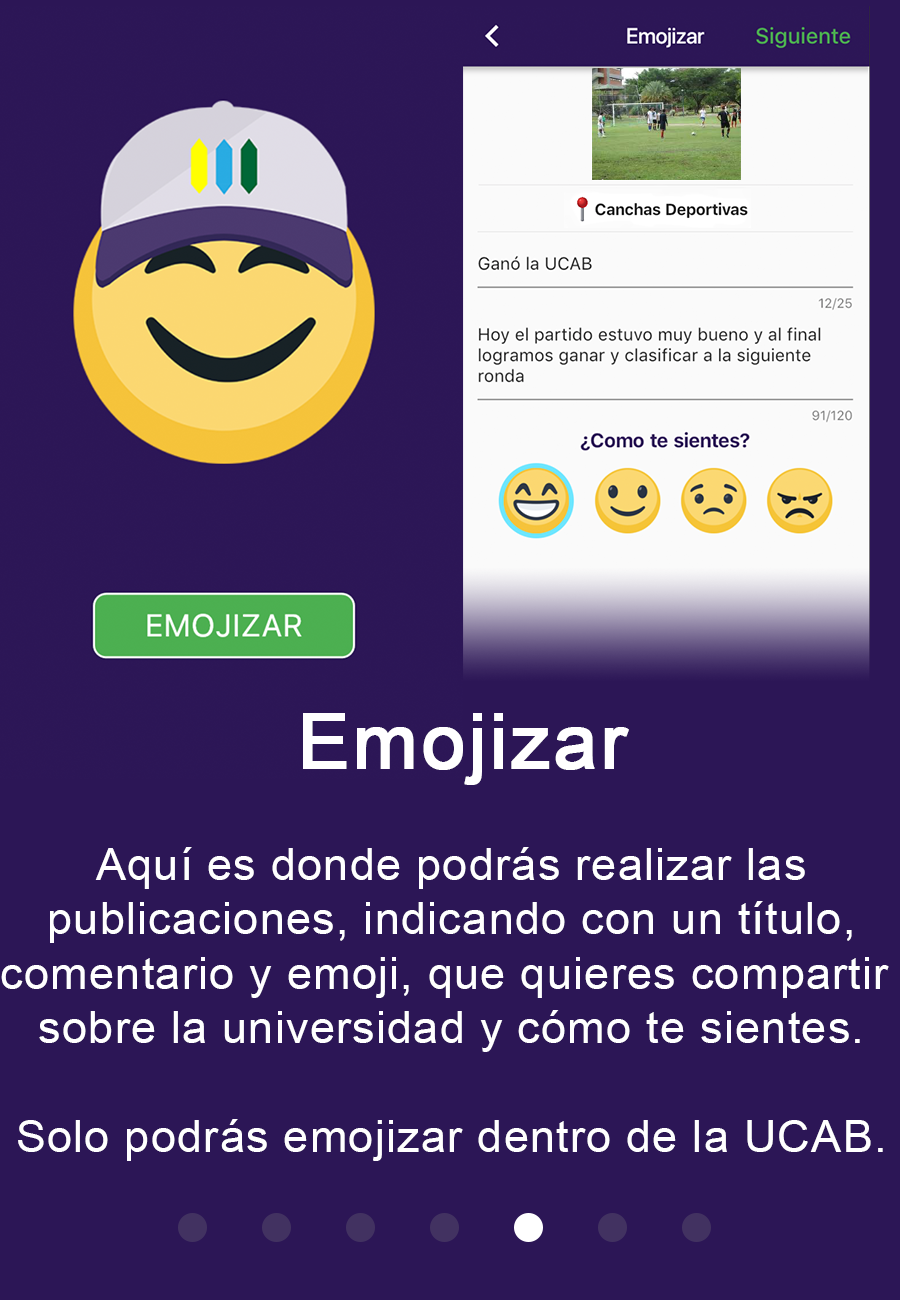 Emojizar
Siguiente
Canchas Deportivas
Ganó la UCAB
12/25
Hoy el partido estuvo muy bueno y al final
logramos ganar y clasificar a la siguiente
ronda
91/120
¿Como te sientes?
EMOJIZAR
Emojizar
Aquí es donde podrás realizar las
publicaciones, indicando con un título,
comentario y emoji, que quieres compartir
sobre la universidad y cómo te sientes.
Solo podrás emojizar dentro de la UCAB.